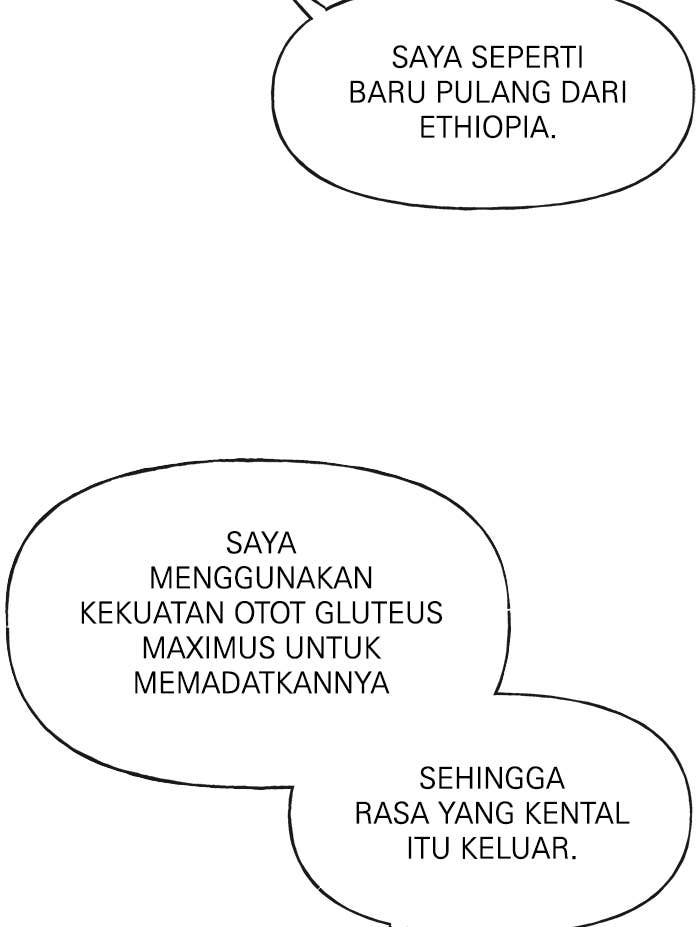 SAYA SEPERTI
BARU PULANG DARI
ETHIOPIA.
SAYA
MENGGUNAKAN
KEKUATAN OTOT GLUTEUS
MAXIMUS UNTUK
MEMADATKANNYA
SEHINGGA
RASA YANG KENTAL
ITU KELUAR.